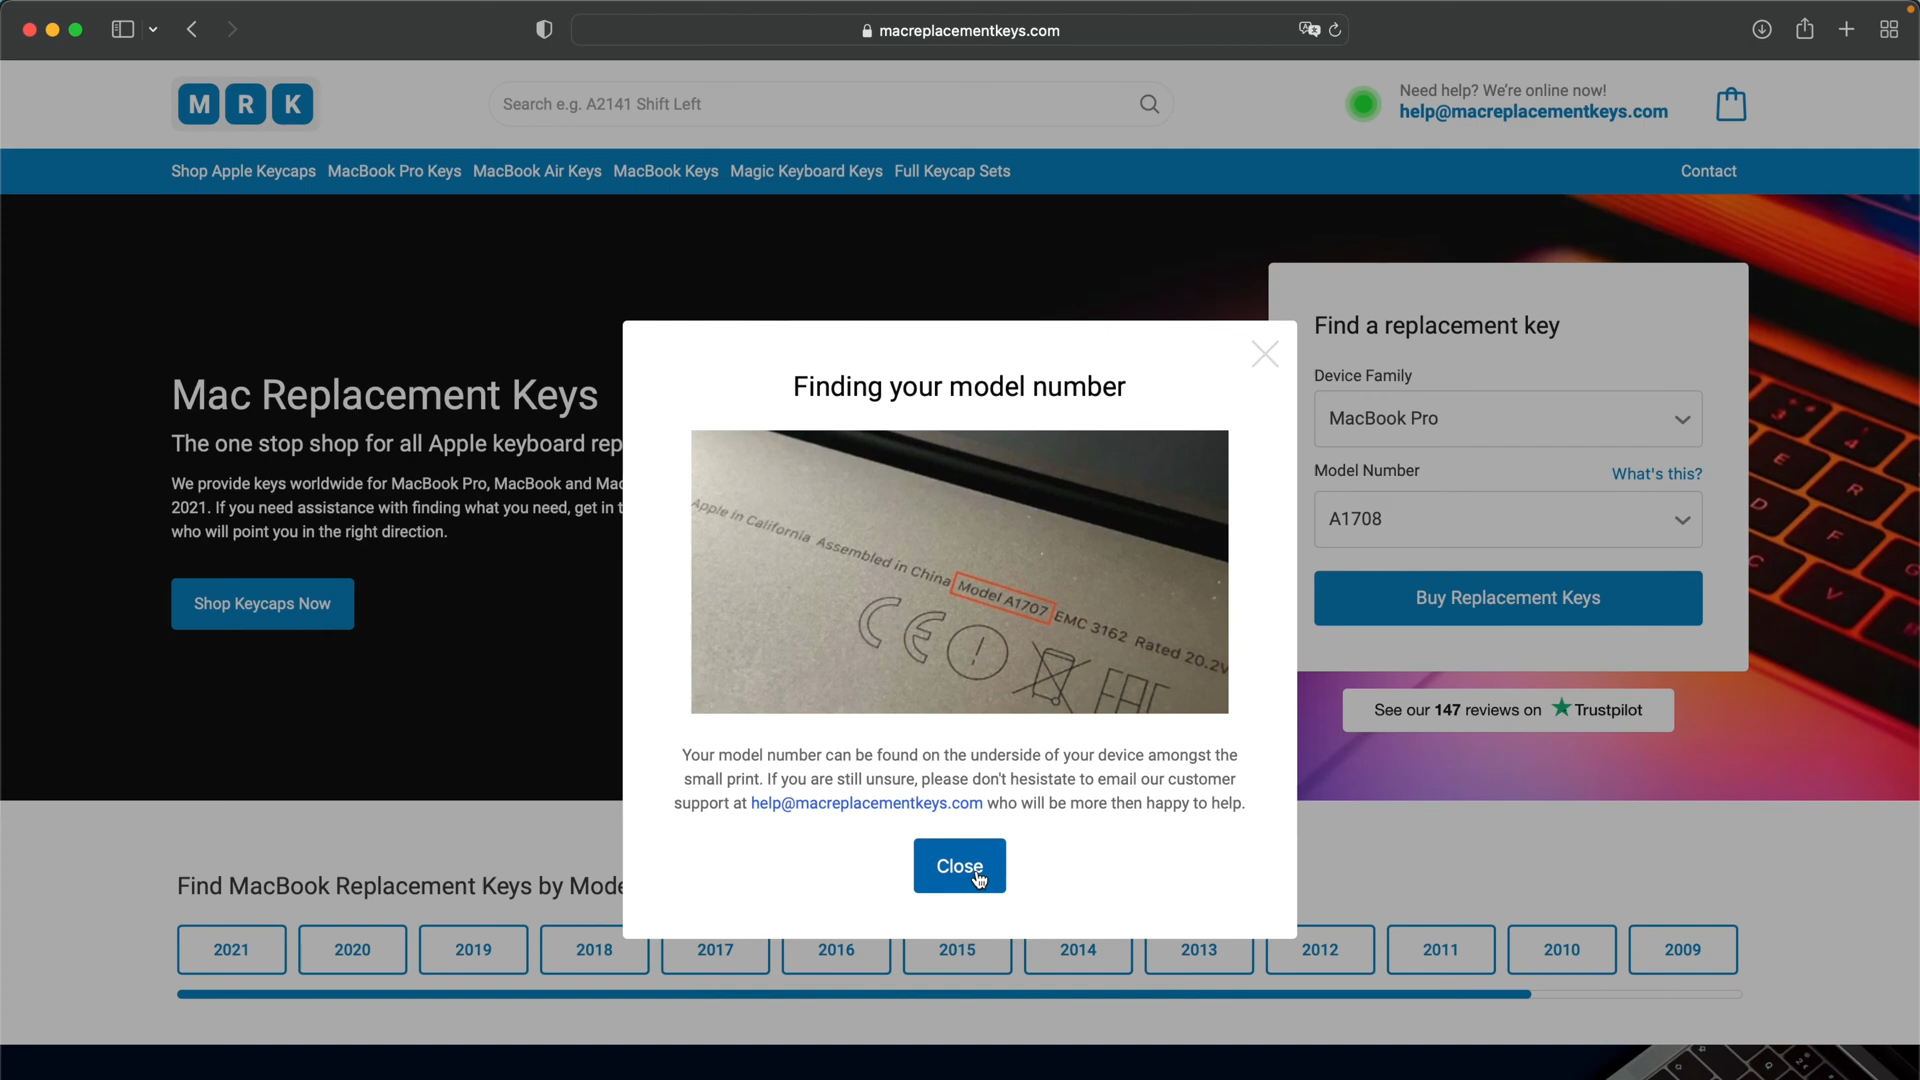 macreplacementkeys.com
M R K
Search e.g. A2141 Shift Left
Need help? We're online now!
help@macreplacementkeys.com
Shop Apple Keycaps MacBook Pro Keys MacBook Air Keys MacBook Keys Magic Keyboard Keys Full Keycap Sets Contact
Mac Replacement Keys
The one stop shop for all Apple keyboard rep
We provide keys worldwide for MacBook Pro, MacBook and Mac
2021. If you need assistance with finding what you need, get in t
who will point you in the right direction.
Shop Keycaps Now
Finding your model number
Apple in California Assembled in China Model A1707 EMC 3162 Rated 20.2V
CE ! EAC
Your model number can be found on the underside of your device amongst the
small print. If you are still unsure, please don't hesistate to email our customer
support at help@macreplacementkeys.com who will be more then happy to help.
Close
Find a replacement key
Device Family
MacBook Pro
Model Number What's this?
A1708
Buy Replacement Keys
See our 147 reviews on Trustpilot
3
4
E
R
D
F
C
V
Find MacBook Replacement Keys by Mode
2021 2020 2019 2018 2017 2016 2015 2014 2013 2012 2011 2010 2009